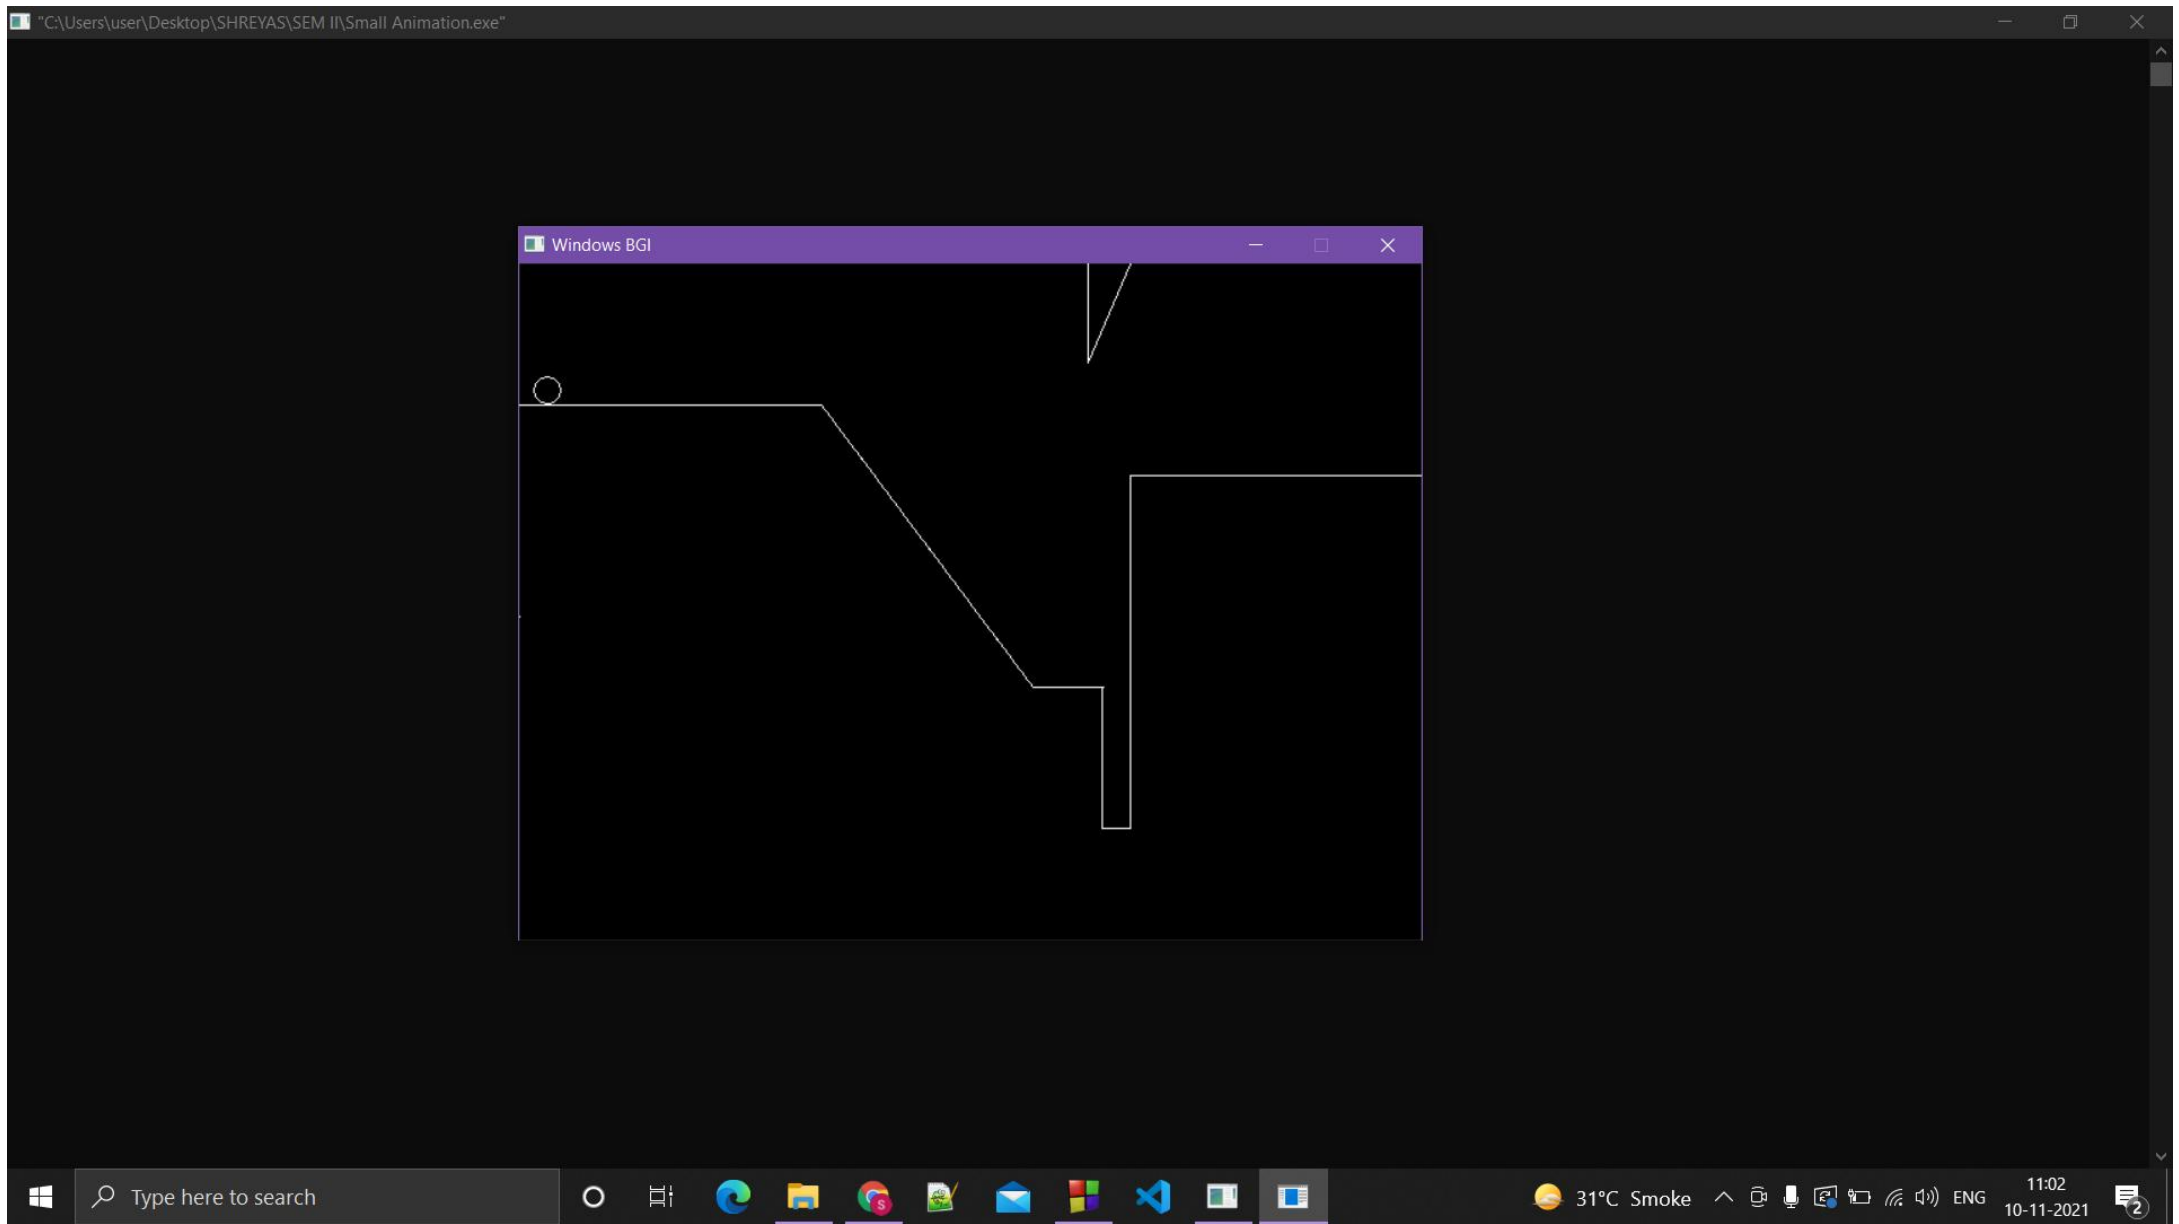 "C:\Users\user\Desktop\SHREYAS\SEM II\Small Animation.exe"
Windows BGI
Type here to search
S
31°C Smoke
ENG
11:02
10-11-2021
2